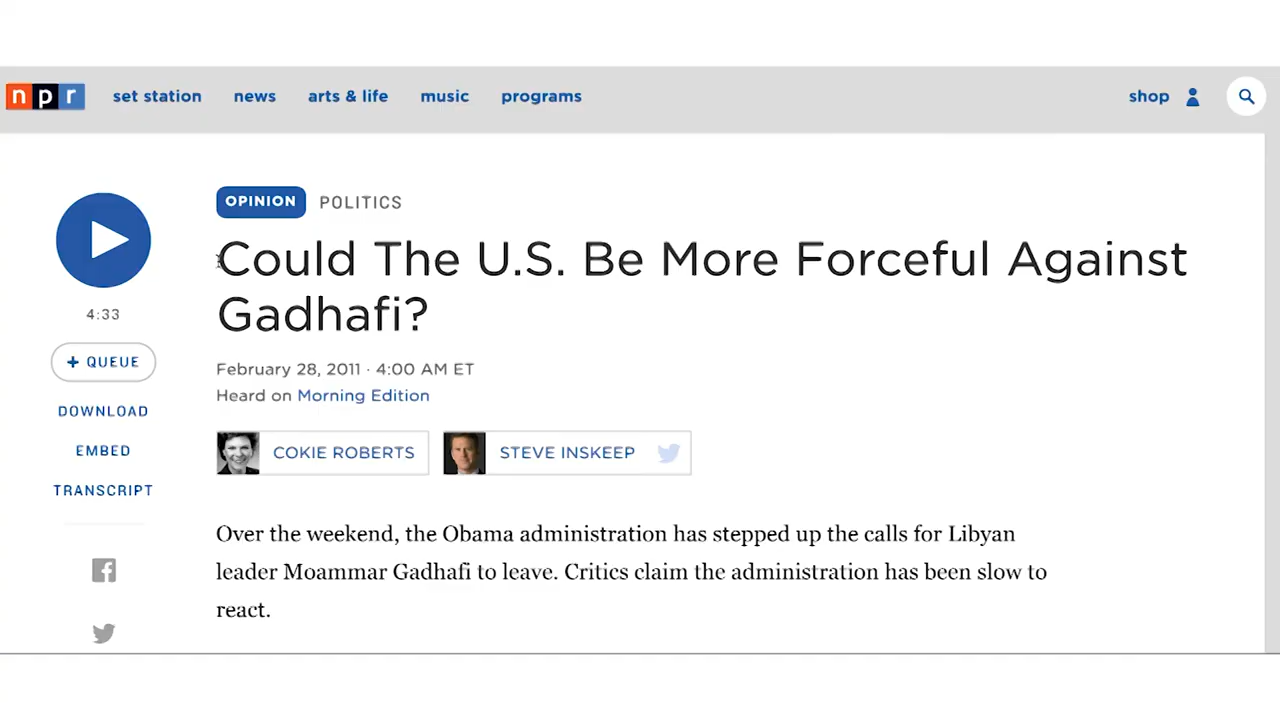 npr set station news arts & life music programs shop
OPINION POLITICS
Could The U.S. Be More Forceful Against
Gadhafi?
4:33
+ QUEUE
DOWNLOAD
EMBED
TRANSCRIPT
February 28, 2011 · 4:00 AM ET
Heard on Morning Edition
COKIE ROBERTS STEVE INSKEEP
Over the weekend, the Obama administration has stepped up the calls for Libyan
leader Moammar Gadhafi to leave. Critics claim the administration has been slow to
react.